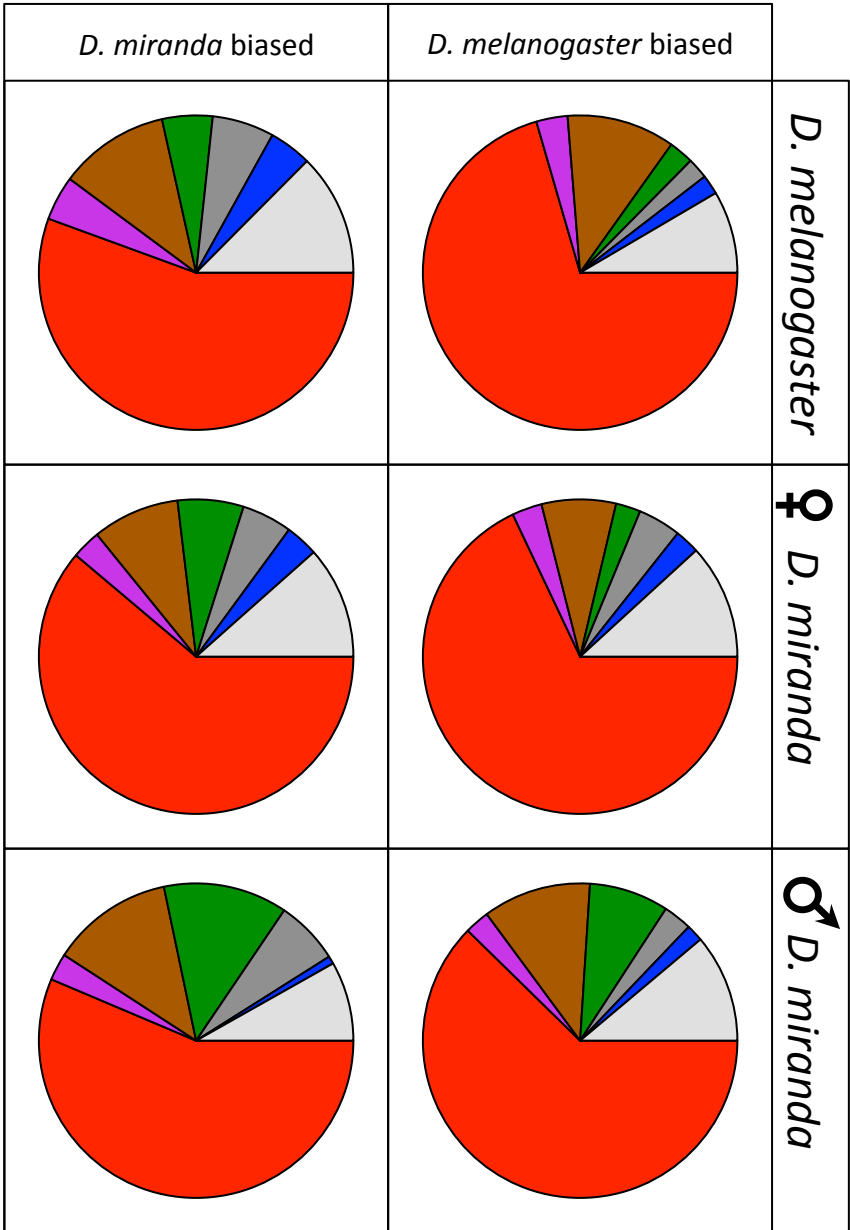 D. miranda biased
D. melanogaster biased
D. melanogaster
♀ D. miranda
♂ D. miranda